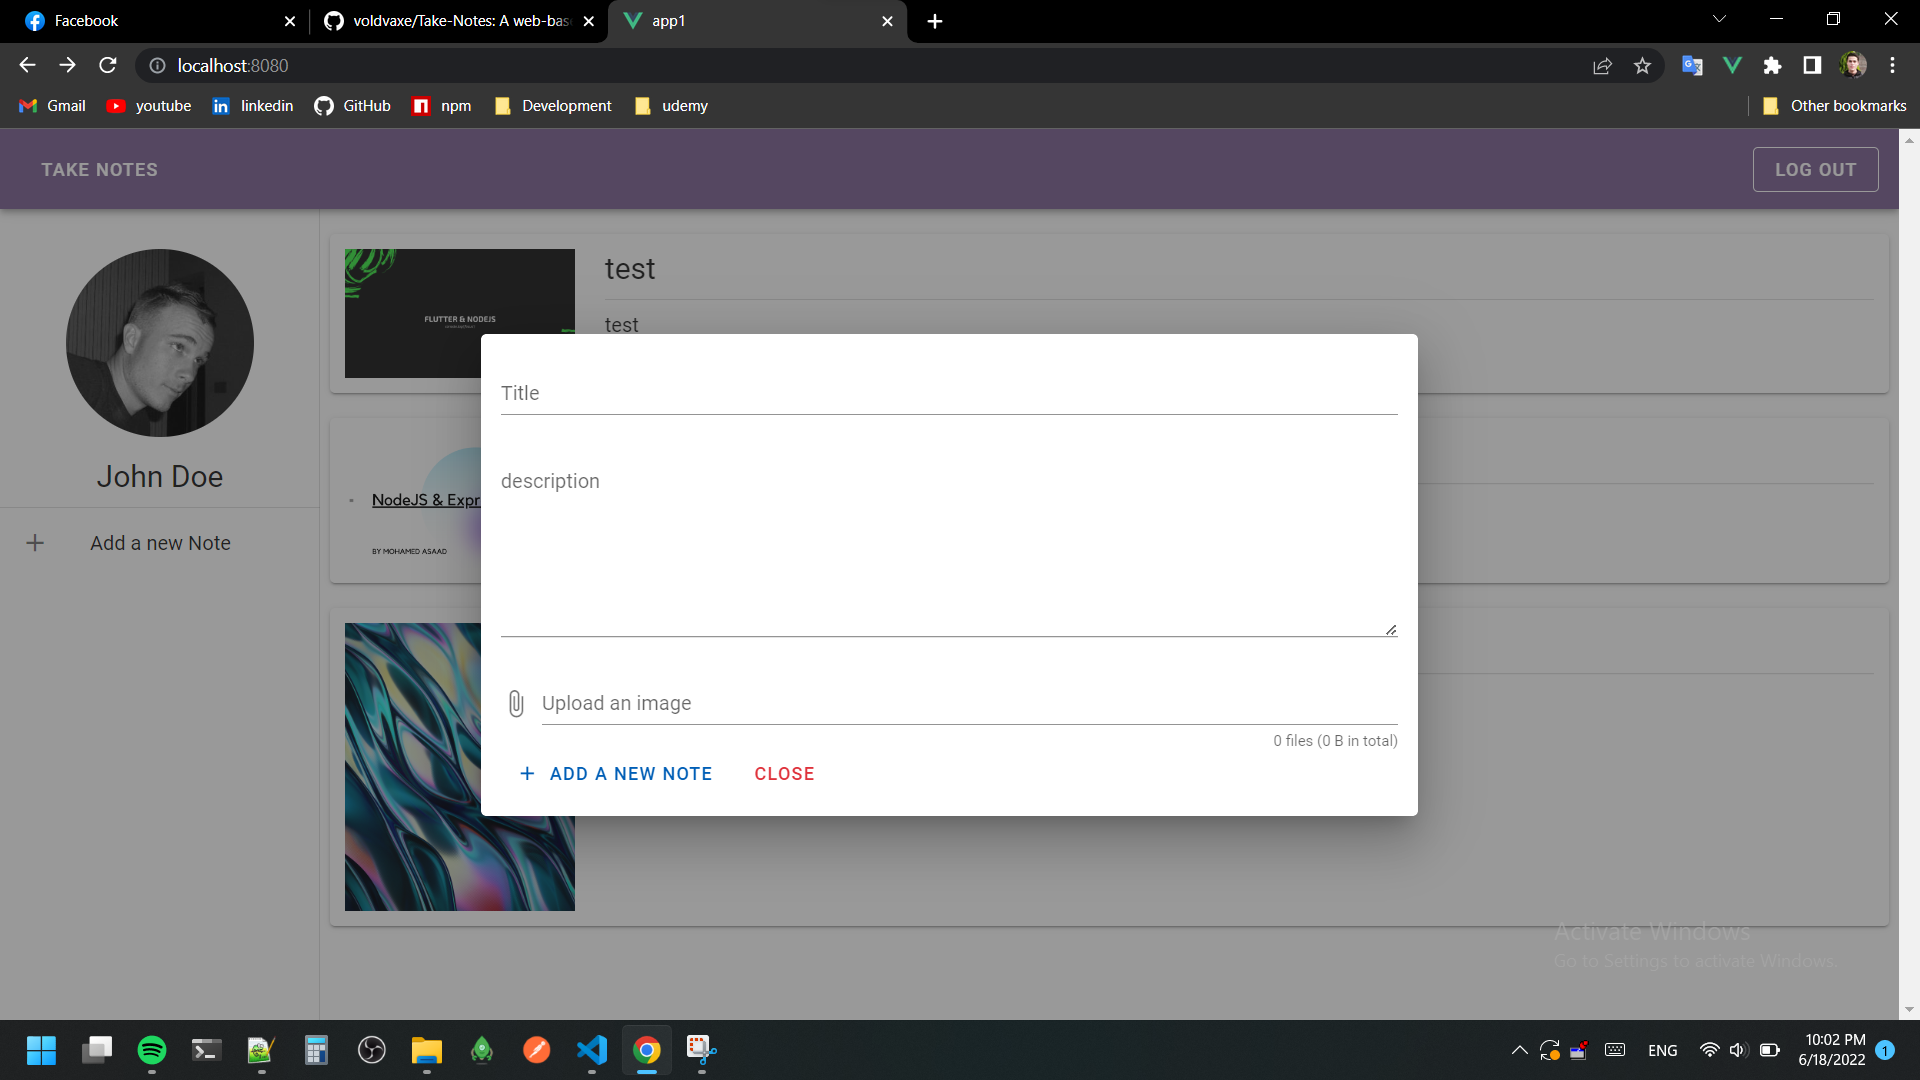 Facebook
voldvaxe/Take-Notes: A web-bas
app1
localhost:8080
Gmail
youtube
linkedin
GitHub
npm
Development
udemy
Other bookmarks
TAKE NOTES
LOG OUT
John Doe
Add a new Note
FLUTTER & NODEJS
test
test
NodeJS & Expr
BY MOHAMED ASAAD
Title
description
Upload an image
0 files (0 B in total)
ADD A NEW NOTE
CLOSE
Activate Windows
Go to Settings to activate Windows.
ENG
10:02 PM
6/18/2022
1